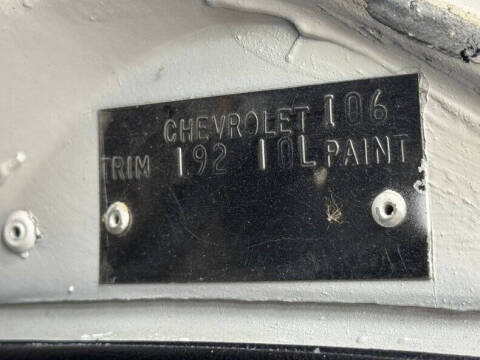 CHEVROLET 106
TRIM 192 10L PAINT